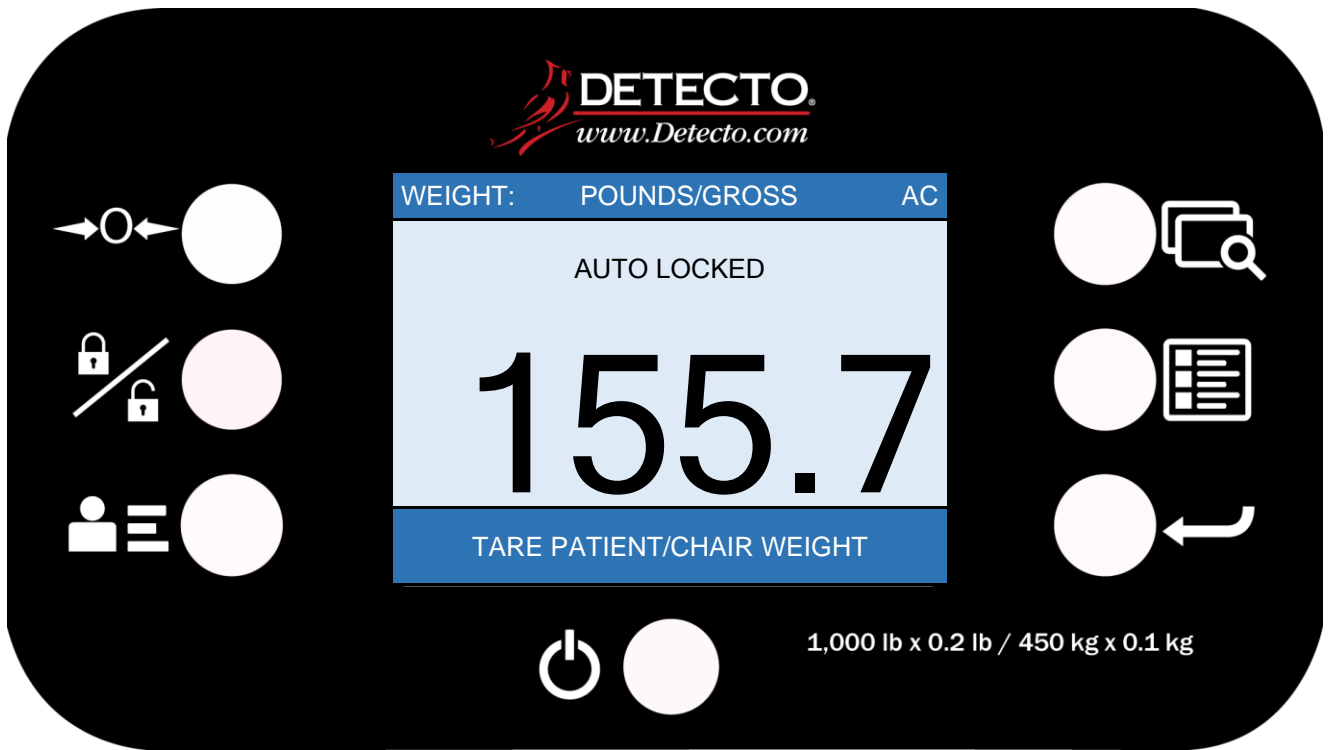 DETECTO®
www.Detecto.com
WEIGHT: POUNDS/GROSS AC
AUTO LOCKED
155.7
TARE PATIENT/CHAIR WEIGHT
1,000 lb x 0.2 lb / 450 kg x 0.1 kg